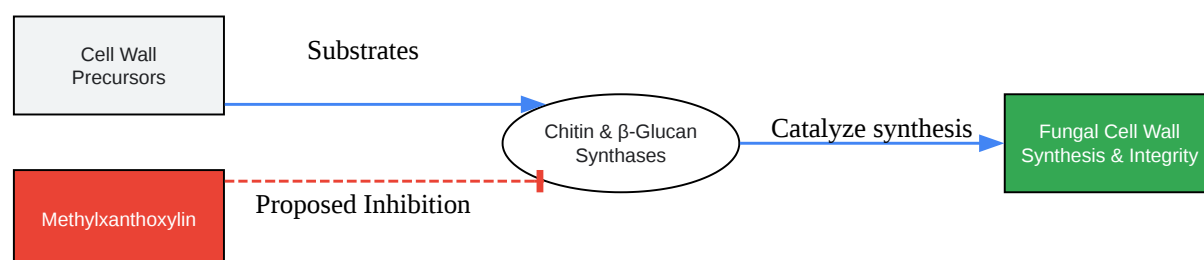 Cell Wall
Precursors
Substrates
Chitin & β-Glucan
Synthases
Catalyze synthesis
Fungal Cell Wall
Synthesis & Integrity
Methylxanthoxylin
Proposed Inhibition